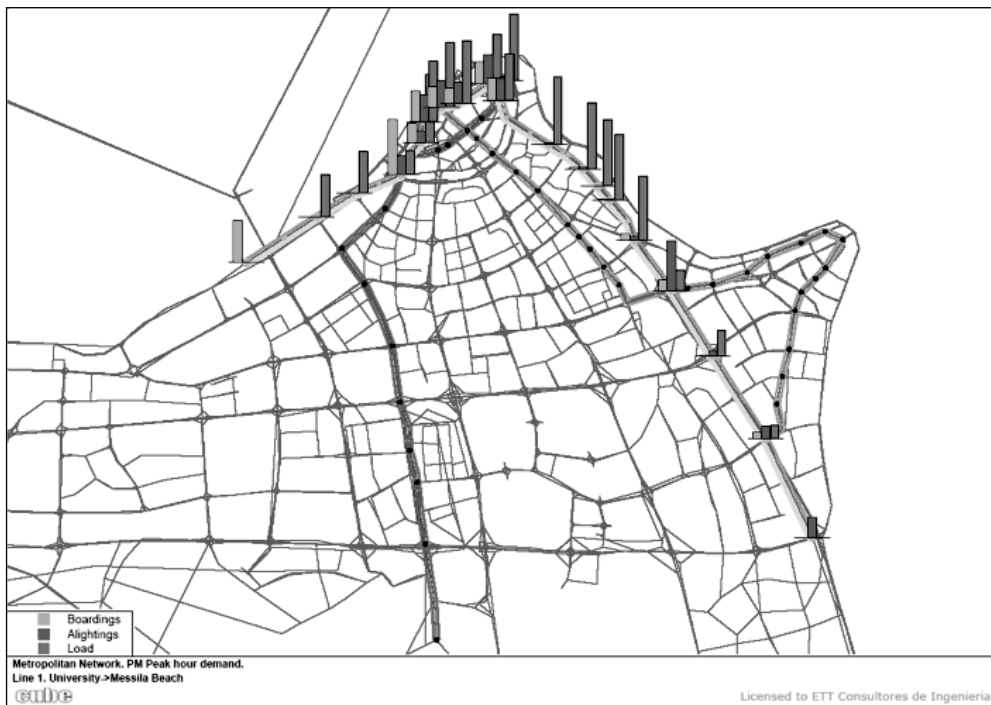 Boardings
Alightings
Load
Metropolitan Network. PM Peak hour demand.
Line 1. University->Messila Beach
cube
Licensed to ETT Consultores de Ingenieria